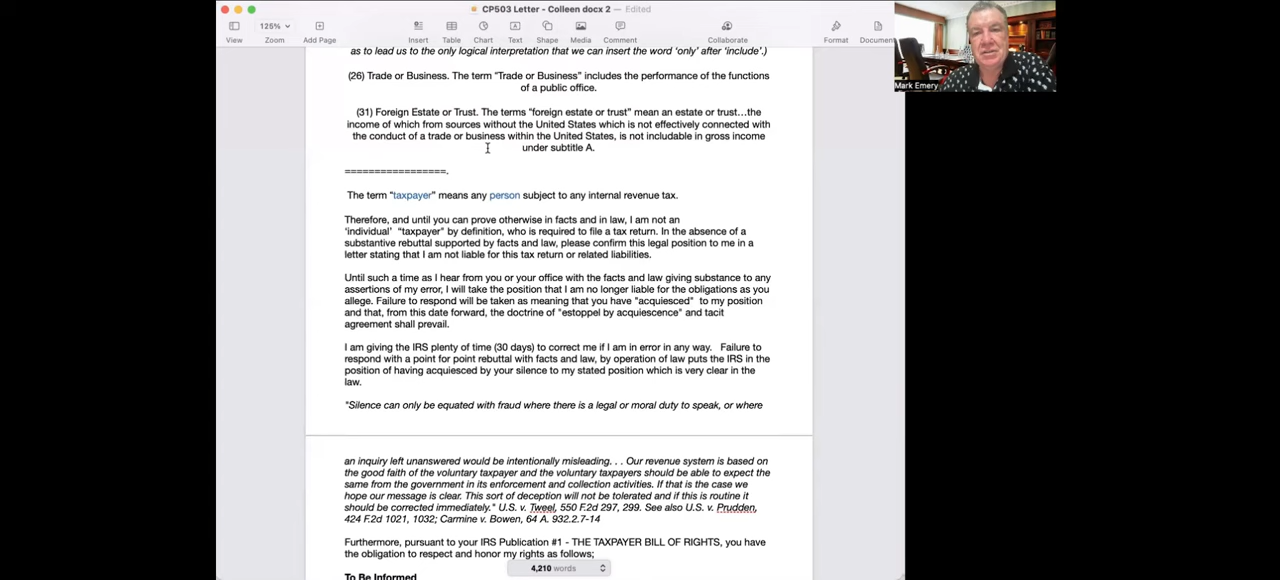 CP503 Letter - Colleen docx 2 — Edited
125%
View
Zoom
Add Page
Insert
Table
Chart
Text
Shape
Media
Comment
Collaborate
Format
Document
Mark Emery
as to lead us to the only logical interpretation that we can insert the word 'only' after 'include'.)
(26) Trade or Business. The term "Trade or Business" includes the performance of the functions
of a public office.
(31) Foreign Estate or Trust. The terms "foreign estate or trust" mean an estate or trust…the
income of which from sources without the United States which is not effectively connected with
the conduct of a trade or business within the United States, is not includable in gross income
under subtitle A.
=================.
The term "taxpayer" means any person subject to any internal revenue tax.
Therefore, and until you can prove otherwise in facts and in law, I am not an
'individual' "taxpayer" by definition, who is required to file a tax return. In the absence of a
substantive rebuttal supported by facts and law, please confirm this legal position to me in a
letter stating that I am not liable for this tax return or related liabilities.
Until such a time as I hear from you or your office with the facts and law giving substance to any
assertions of my error, I will take the position that I am no longer liable for the obligations as you
allege. Failure to respond will be taken as meaning that you have "acquiesced" to my position
and that, from this date forward, the doctrine of "estoppel by acquiescence" and tacit
agreement shall prevail.
I am giving the IRS plenty of time (30 days) to correct me if I am in error in any way. Failure to
respond with a point for point rebuttal with facts and law, by operation of law puts the IRS in the
position of having acquiesced by your silence to my stated position which is very clear in the
law.
"Silence can only be equated with fraud where there is a legal or moral duty to speak, or where
an inquiry left unanswered would be intentionally misleading. . . Our revenue system is based on
the good faith of the voluntary taxpayer and the voluntary taxpayers should be able to expect the
same from the government in its enforcement and collection activities. If that is the case we
hope our message is clear. This sort of deception will not be tolerated and if this is routine it
should be corrected immediately." U.S. v. Tweel, 550 F.2d 297, 299. See also U.S. v. Prudden,
424 F.2d 1021, 1032; Carmine v. Bowen, 64 A. 932.2.7-14
Furthermore, pursuant to your IRS Publication #1 - THE TAXPAYER BILL OF RIGHTS, you have
the obligation to respect and honor my rights as follows;
To Be Informed
4,210 words